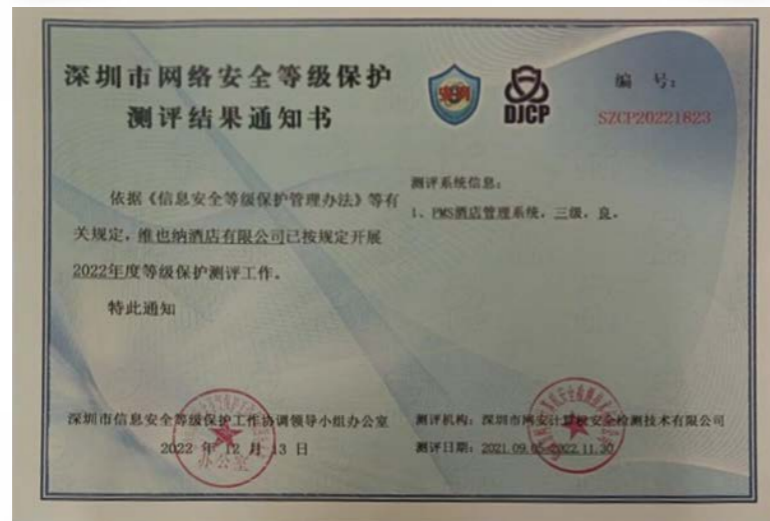 深圳市网络安全等级保护
测评结果通知书
DJCP
编 号:
SZCP20221823
依据《信息安全等级保护管理办法》等有
关规定,维也纳酒店有限公司已按规定开展
2022年度等级保护测评工作。
特此通知
测评系统信息:
1、PMS酒店管理系统,三级,良。
深圳市信息安全等级保护工作协调领导小组办公室
2022 年 12 月 13 日
办公室
测评机构:深圳市网安计算机安全检测技术有限公司
测评日期:2021.09.05-2022.11.30